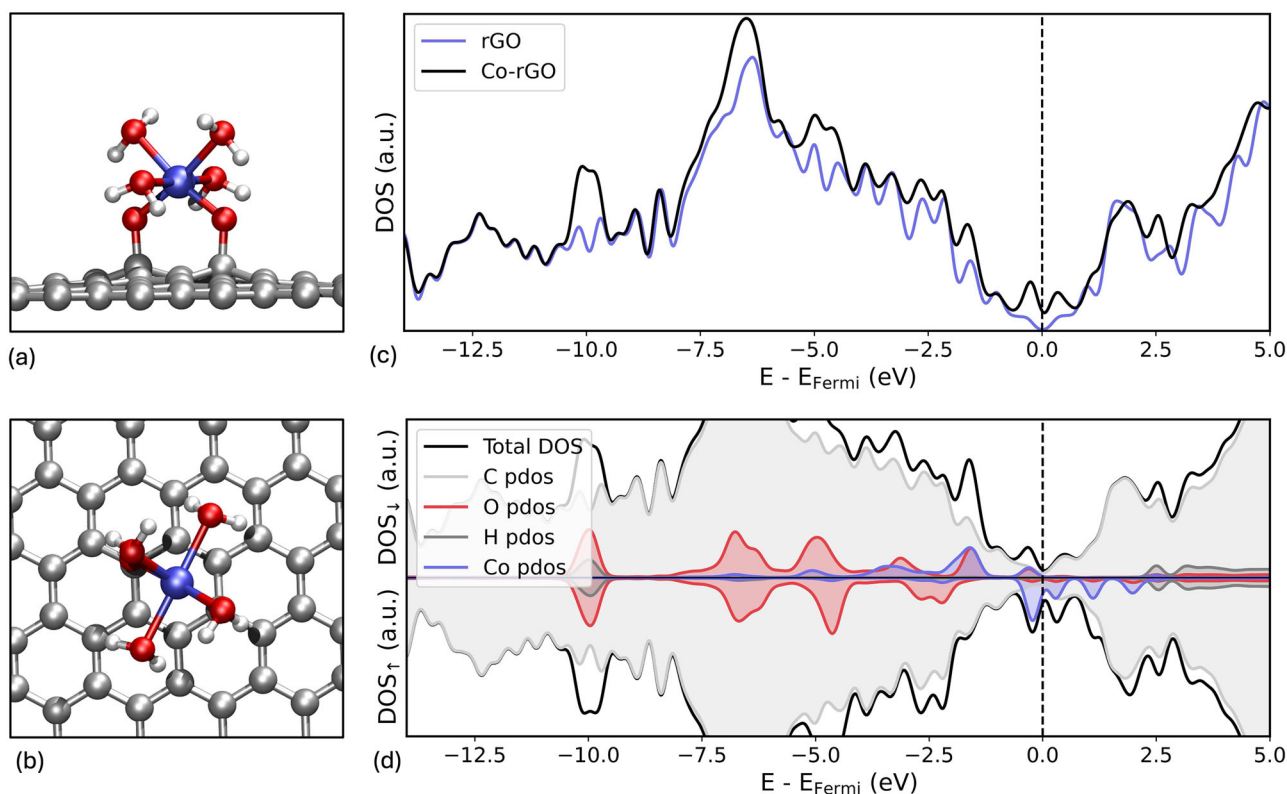 (a)
rGO
Co-rGO
DOS (a.u.)
−12.5 −10.0 −7.5 −5.0 −2.5 0.0 2.5 5.0
E - E_Fermi (eV)
(c)
(b)
Total DOS
C pdos
O pdos
H pdos
Co pdos
DOS↓ (a.u.)
DOS↑ (a.u.)
−12.5 −10.0 −7.5 −5.0 −2.5 0.0 2.5 5.0
E - E_Fermi (eV)
(d)